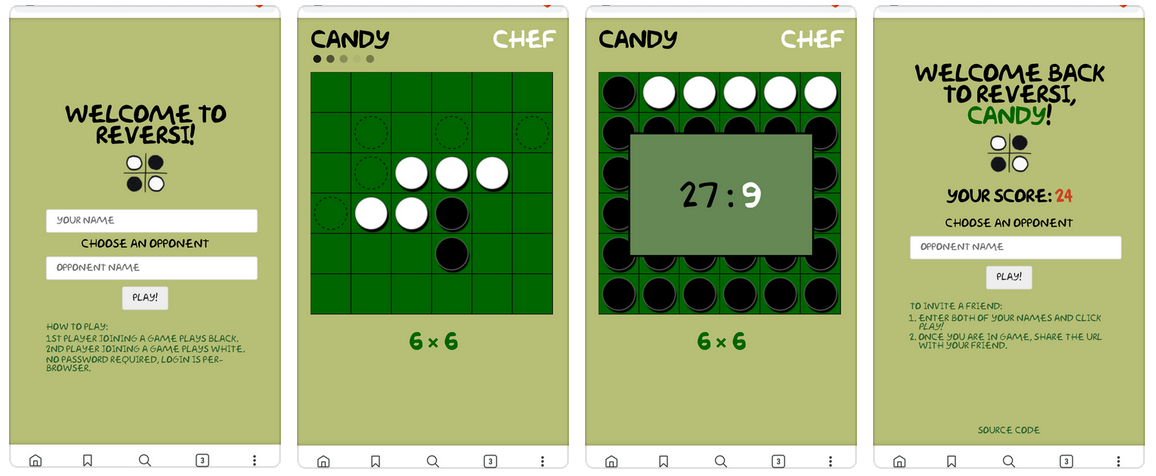 WELCOME TO
REVERSI!
YOUR NAME
CHOOSE AN OPPONENT
OPPONENT NAME
PLAY!
HOW TO PLAY:
1ST PLAYER JOINING A GAME PLAYS BLACK.
2ND PLAYER JOINING A GAME PLAYS WHITE.
NO PASSWORD REQUIRED, LOGIN IS PER-
BROWSER.
3
CANDY CHEF
6 × 6
3
CANDY CHEF
27 : 9
6 × 6
3
WELCOME BACK
TO REVERSI,
CANDY!
YOUR SCORE: 24
CHOOSE AN OPPONENT
OPPONENT NAME
PLAY!
TO INVITE A FRIEND:
1. ENTER BOTH OF YOUR NAMES AND CLICK
PLAY!
2. ONCE YOU ARE IN GAME, SHARE THE URL
WITH YOUR FRIEND.
SOURCE CODE
3